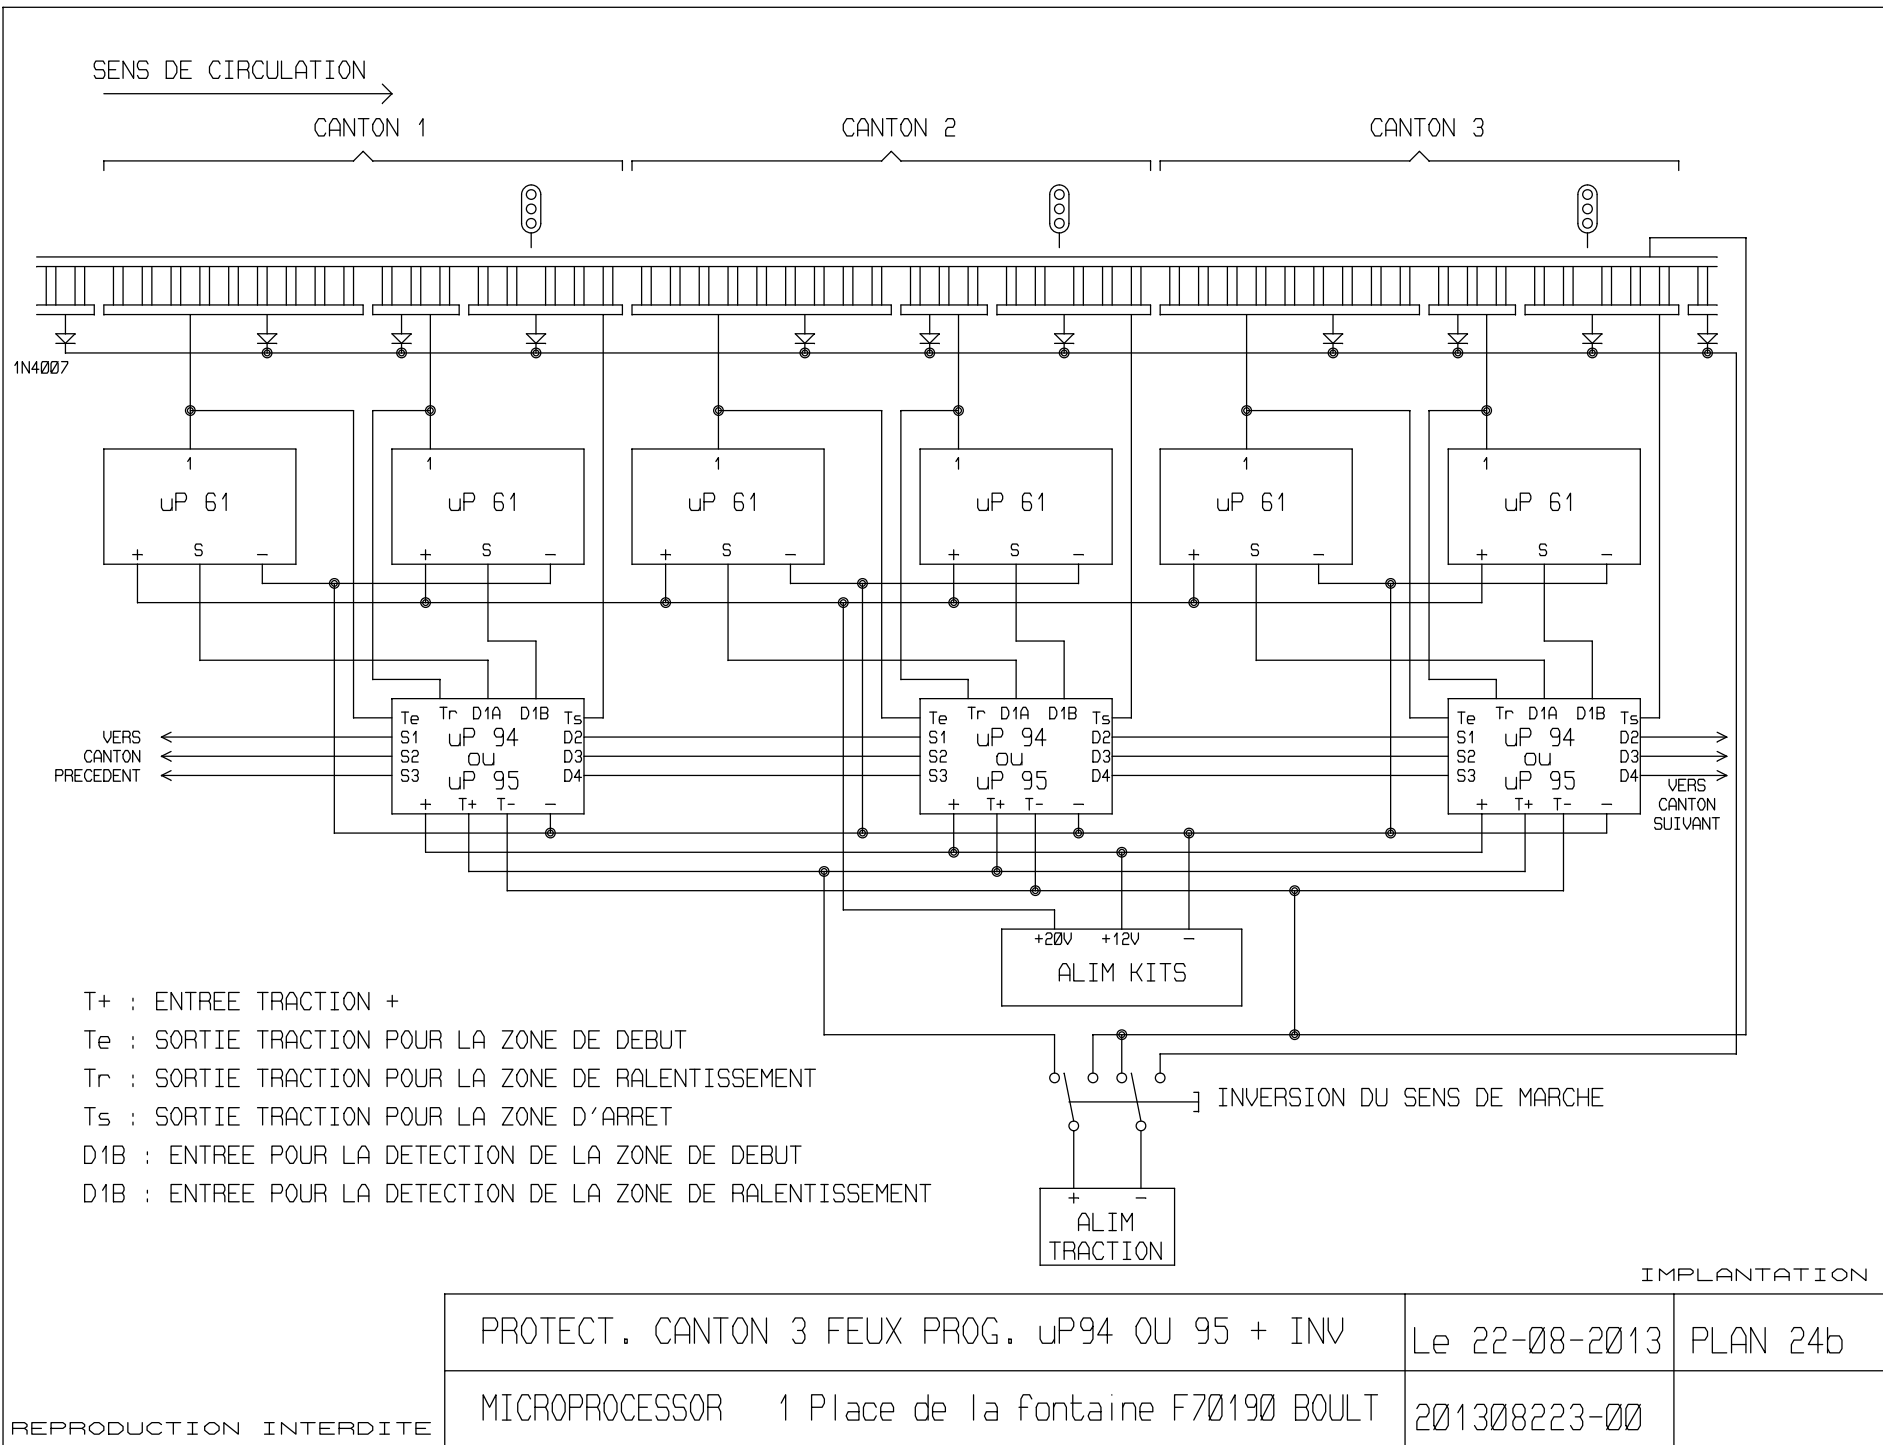 SENS DE CIRCULATION
CANTON 1 CANTON 2 CANTON 3
1N4007
1 1 1 1 1 1
uP 61 uP 61 uP 61 uP 61 uP 61 uP 61
+ S - + S - + S - + S - + S - + S -
Te Tr D1A D1B Ts Te Tr D1A D1B Ts Te Tr D1A D1B Ts
VERS S1 uP 94 D2 S1 uP 94 D2 S1 uP 94 D2
CANTON S2 ou D3 S2 ou D3 S2 ou D3
PRECEDENT S3 uP 95 D4 S3 uP 95 D4 S3 uP 95 D4
+ T+ T- - + T+ T- - + T+ T- -
VERS
CANTON
SUIVANT
+20V +12V -
ALIM KITS
T+ : ENTREE TRACTION +
Te : SORTIE TRACTION POUR LA ZONE DE DEBUT
Tr : SORTIE TRACTION POUR LA ZONE DE RALENTISSEMENT
Ts : SORTIE TRACTION POUR LA ZONE D'ARRET
D1B : ENTREE POUR LA DETECTION DE LA ZONE DE DEBUT
D1B : ENTREE POUR LA DETECTION DE LA ZONE DE RALENTISSEMENT
INVERSION DU SENS DE MARCHE
+ -
ALIM
TRACTION
IMPLANTATION
PROTECT. CANTON 3 FEUX PROG. uP94 OU 95 + INV Le 22-08-2013 PLAN 24b
MICROPROCESSOR 1 Place de la fontaine F70190 BOULT 201308223-00
REPRODUCTION INTERDITE